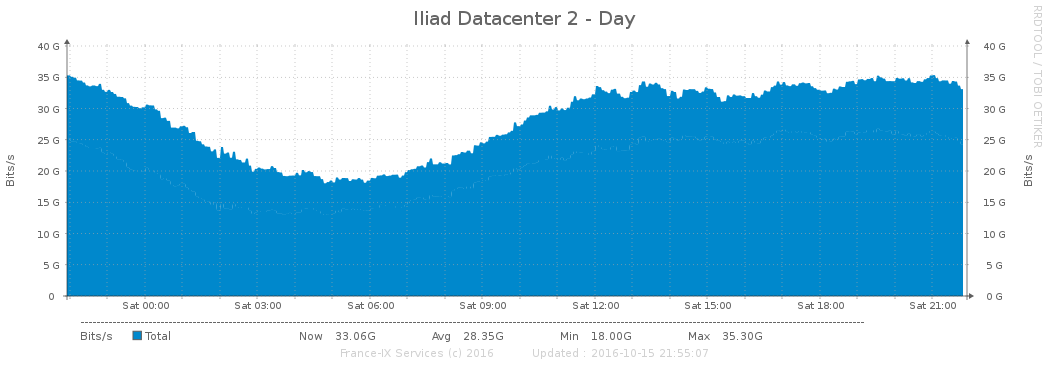 Iliad Datacenter 2 - Day
RRDTOOL / TOBI OETIKER
40 G 40 G
35 G 35 G
30 G 30 G
25 G 25 G
20 G 20 G
15 G 15 G
10 G 10 G
5 G 5 G
0 0 G
Bits/s Bits/s
Sat 00:00 Sat 03:00 Sat 06:00 Sat 09:00 Sat 12:00 Sat 15:00 Sat 18:00 Sat 21:00
Bits/s Total Now 33.06G Avg 28.35G Min 18.00G Max 35.30G
France-IX Services (c) 2016 Updated : 2016-10-15 21:55:07